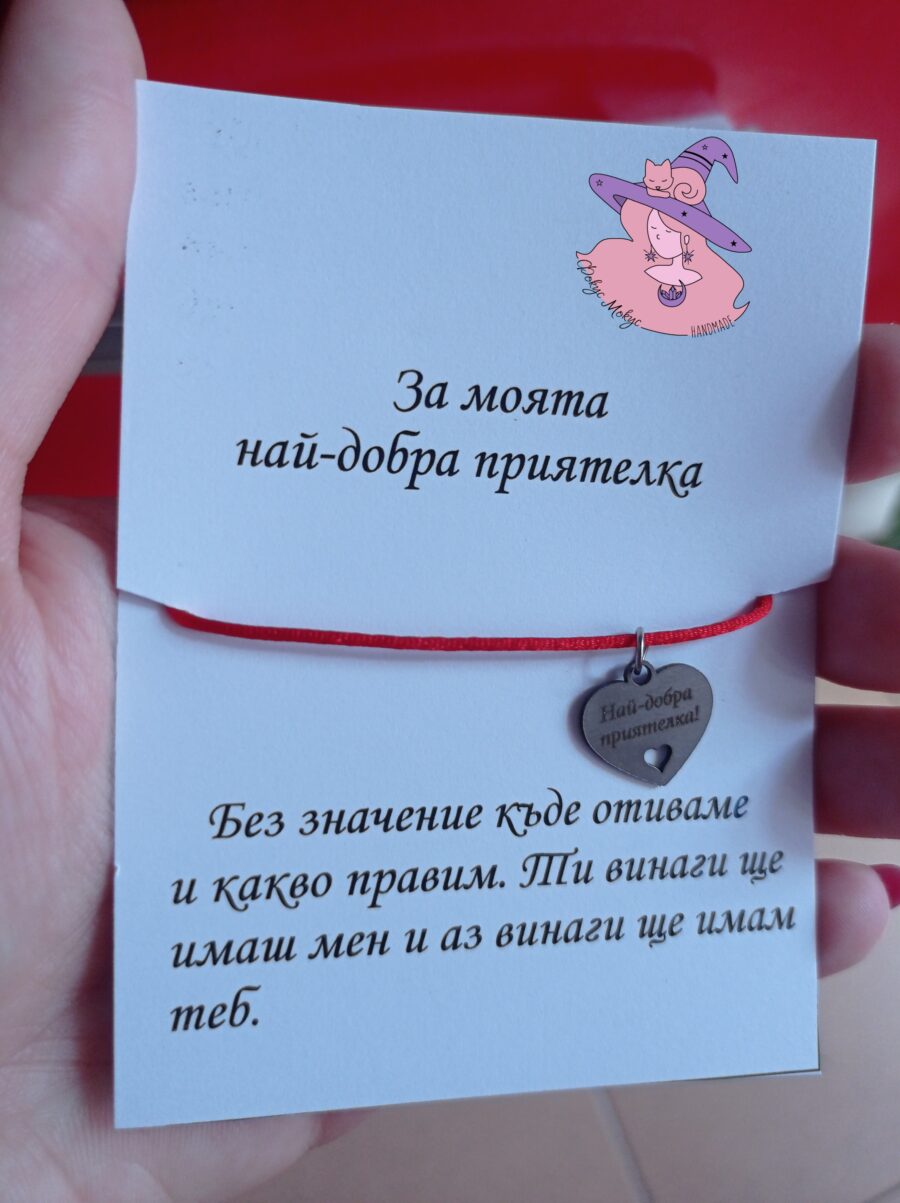 Фокус Мокус
HANDMADE
За моята
най-добра приятелка
Най-добра
приятелка!
Без значение къде отиваме
и какво правим. Ти винаги ще
имаш мен и аз винаги ще имам
теб.